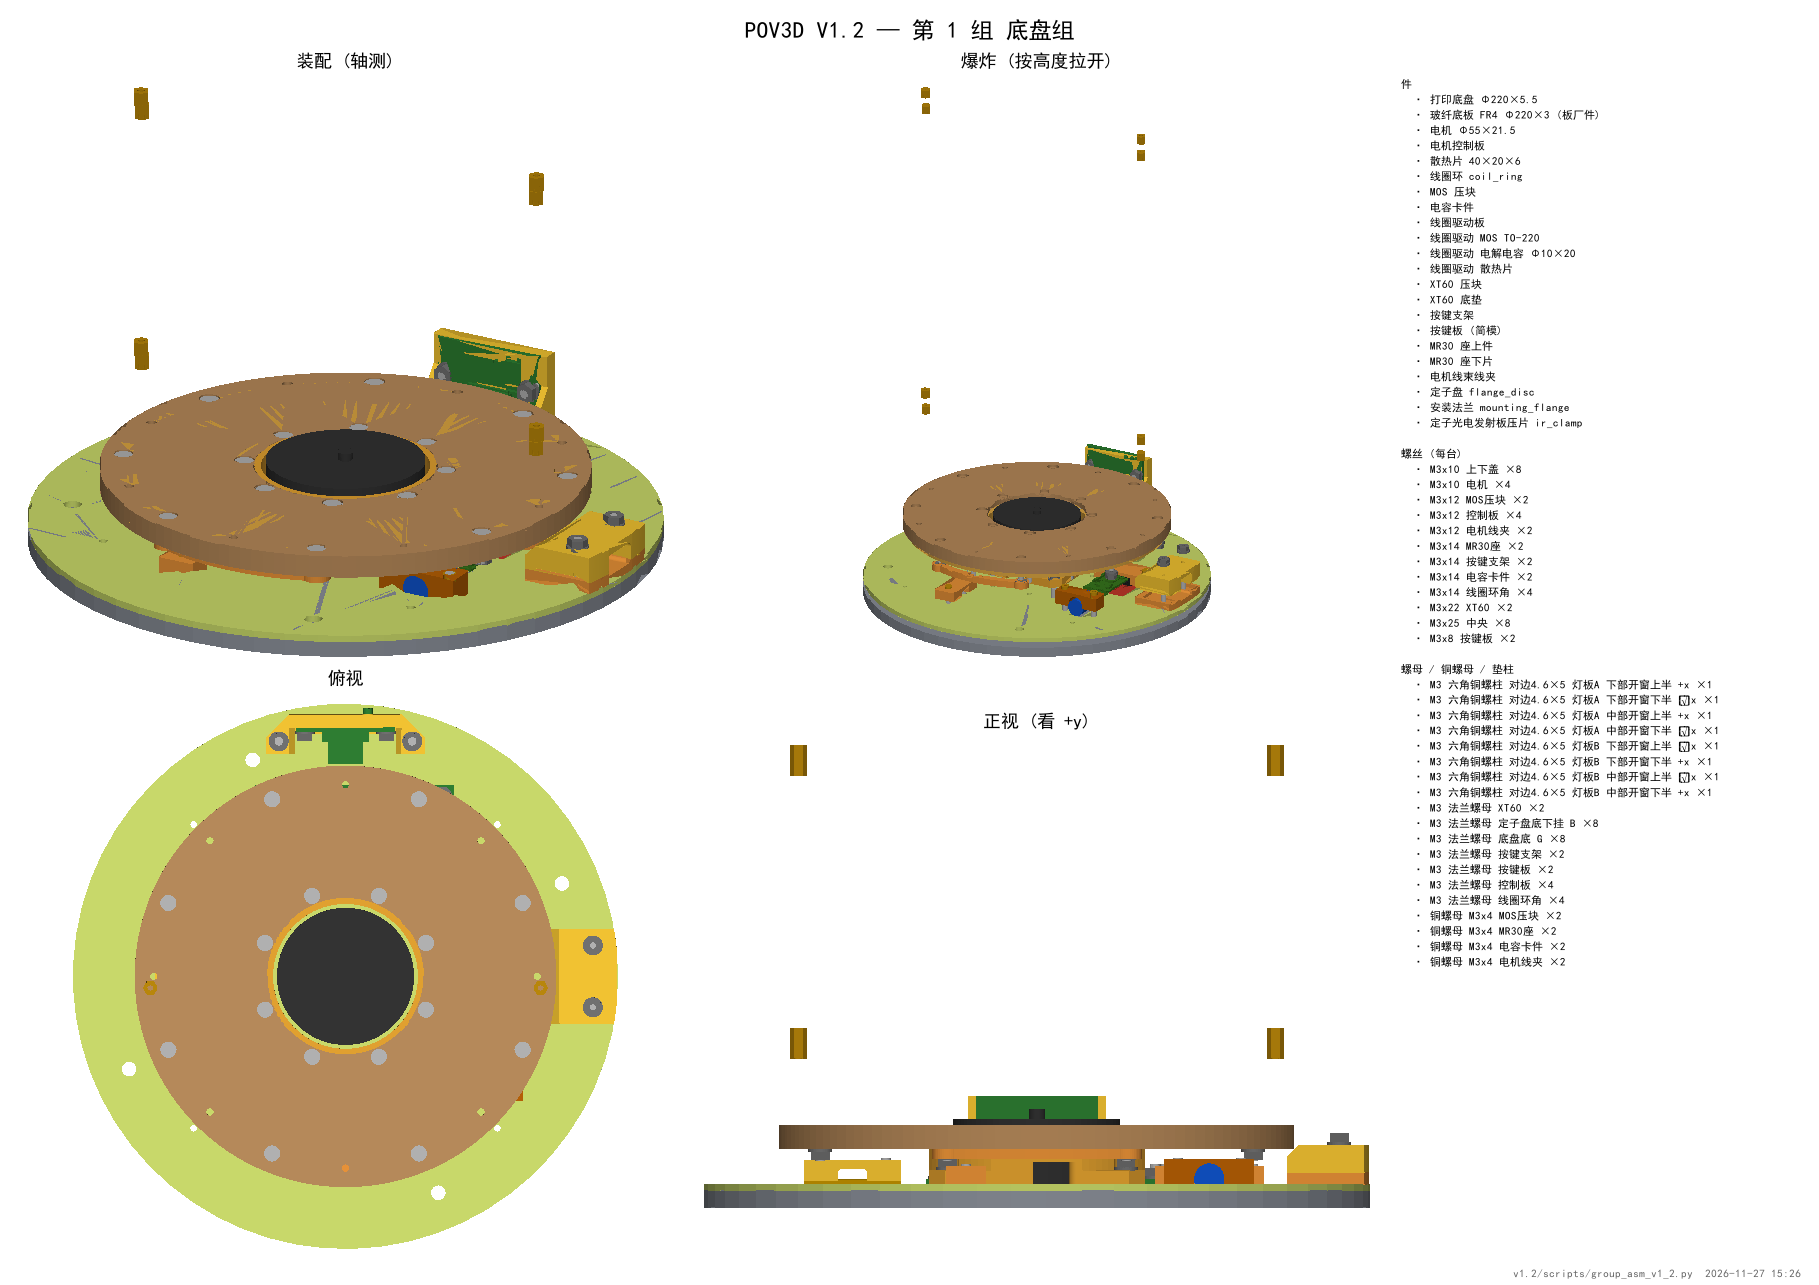 POV3D V1.2 — 第 1 组 底盘组
装配 (轴测)
爆炸 (按高度拉开)
件
· 打印底盘 Φ220×5.5
· 玻纤底板 FR4 Φ220×3 (板厂件)
· 电机 Φ55×21.5
· 电机控制板
· 散热片 40×20×6
· 线圈环 coil_ring
· MOS 压块
· 电容卡件
· 线圈驱动板
· 线圈驱动 MOS TO-220
· 线圈驱动 电解电容 Φ10×20
· 线圈驱动 散热片
· XT60 压块
· XT60 底垫
· 按键支架
· 按键板 (简模)
· MR30 座上件
· MR30 座下片
· 电机线束线夹
· 定子盘 flange_disc
· 安装法兰 mounting_flange
· 定子光电发射板压片 ir_clamp
螺丝 (每台)
· M3x10 上下盖 ×8
· M3x10 电机 ×4
· M3x12 MOS压块 ×2
· M3x12 控制板 ×4
· M3x12 电机线夹 ×2
· M3x14 MR30座 ×2
· M3x14 按键支架 ×2
· M3x14 电容卡件 ×2
· M3x14 线圈环角 ×4
· M3x22 XT60 ×2
· M3x25 中央 ×8
· M3x8 按键板 ×2
螺母 / 铜螺母 / 垫柱
· M3 六角铜螺柱 对边4.6×5 灯板A 下部开窗上半 +x ×1
· M3 六角铜螺柱 对边4.6×5 灯板A 下部开窗下半 x ×1
· M3 六角铜螺柱 对边4.6×5 灯板A 中部开窗上半 +x ×1
· M3 六角铜螺柱 对边4.6×5 灯板A 中部开窗下半 x ×1
· M3 六角铜螺柱 对边4.6×5 灯板B 下部开窗上半 x ×1
· M3 六角铜螺柱 对边4.6×5 灯板B 下部开窗下半 +x ×1
· M3 六角铜螺柱 对边4.6×5 灯板B 中部开窗上半 x ×1
· M3 六角铜螺柱 对边4.6×5 灯板B 中部开窗下半 +x ×1
· M3 法兰螺母 XT60 ×2
· M3 法兰螺母 定子盘底下挂 B ×8
· M3 法兰螺母 底盘底 G ×8
· M3 法兰螺母 按键支架 ×2
· M3 法兰螺母 按键板 ×2
· M3 法兰螺母 控制板 ×4
· M3 法兰螺母 线圈环角 ×4
· 铜螺母 M3x4 MOS压块 ×2
· 铜螺母 M3x4 MR30座 ×2
· 铜螺母 M3x4 电容卡件 ×2
· 铜螺母 M3x4 电机线夹 ×2
俯视
正视 (看 +y)
v1.2/scripts/group_asm_v1_2.py 2026-11-27 15:26